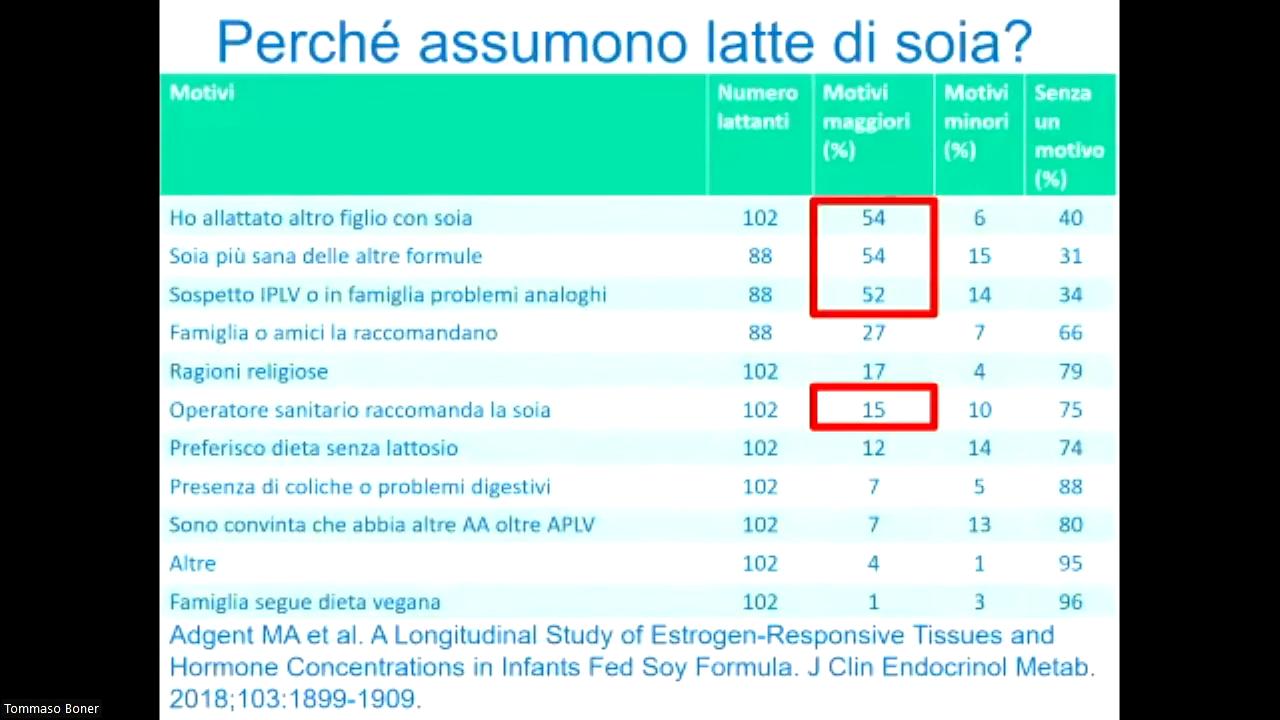 Perché assumono latte di soia?
Motivi Numero lattanti Motivi maggiori (%) Motivi minori (%) Senza un motivo (%)
Ho allattato altro figlio con soia 102 54 6 40
Soia più sana delle altre formule 88 54 15 31
Sospetto IPLV o in famiglia problemi analoghi 88 52 14 34
Famiglia o amici la raccomandano 88 27 7 66
Ragioni religiose 102 17 4 79
Operatore sanitario raccomanda la soia 102 15 10 75
Preferisco dieta senza lattosio 102 12 14 74
Presenza di coliche o problemi digestivi 102 7 5 88
Sono convinta che abbia altre AA oltre APLV 102 7 13 80
Altre 102 4 1 95
Famiglia segue dieta vegana 102 1 3 96
Adgent MA et al. A Longitudinal Study of Estrogen-Responsive Tissues and
Hormone Concentrations in Infants Fed Soy Formula. J Clin Endocrinol Metab.
2018;103:1899-1909.
Tommaso Boner